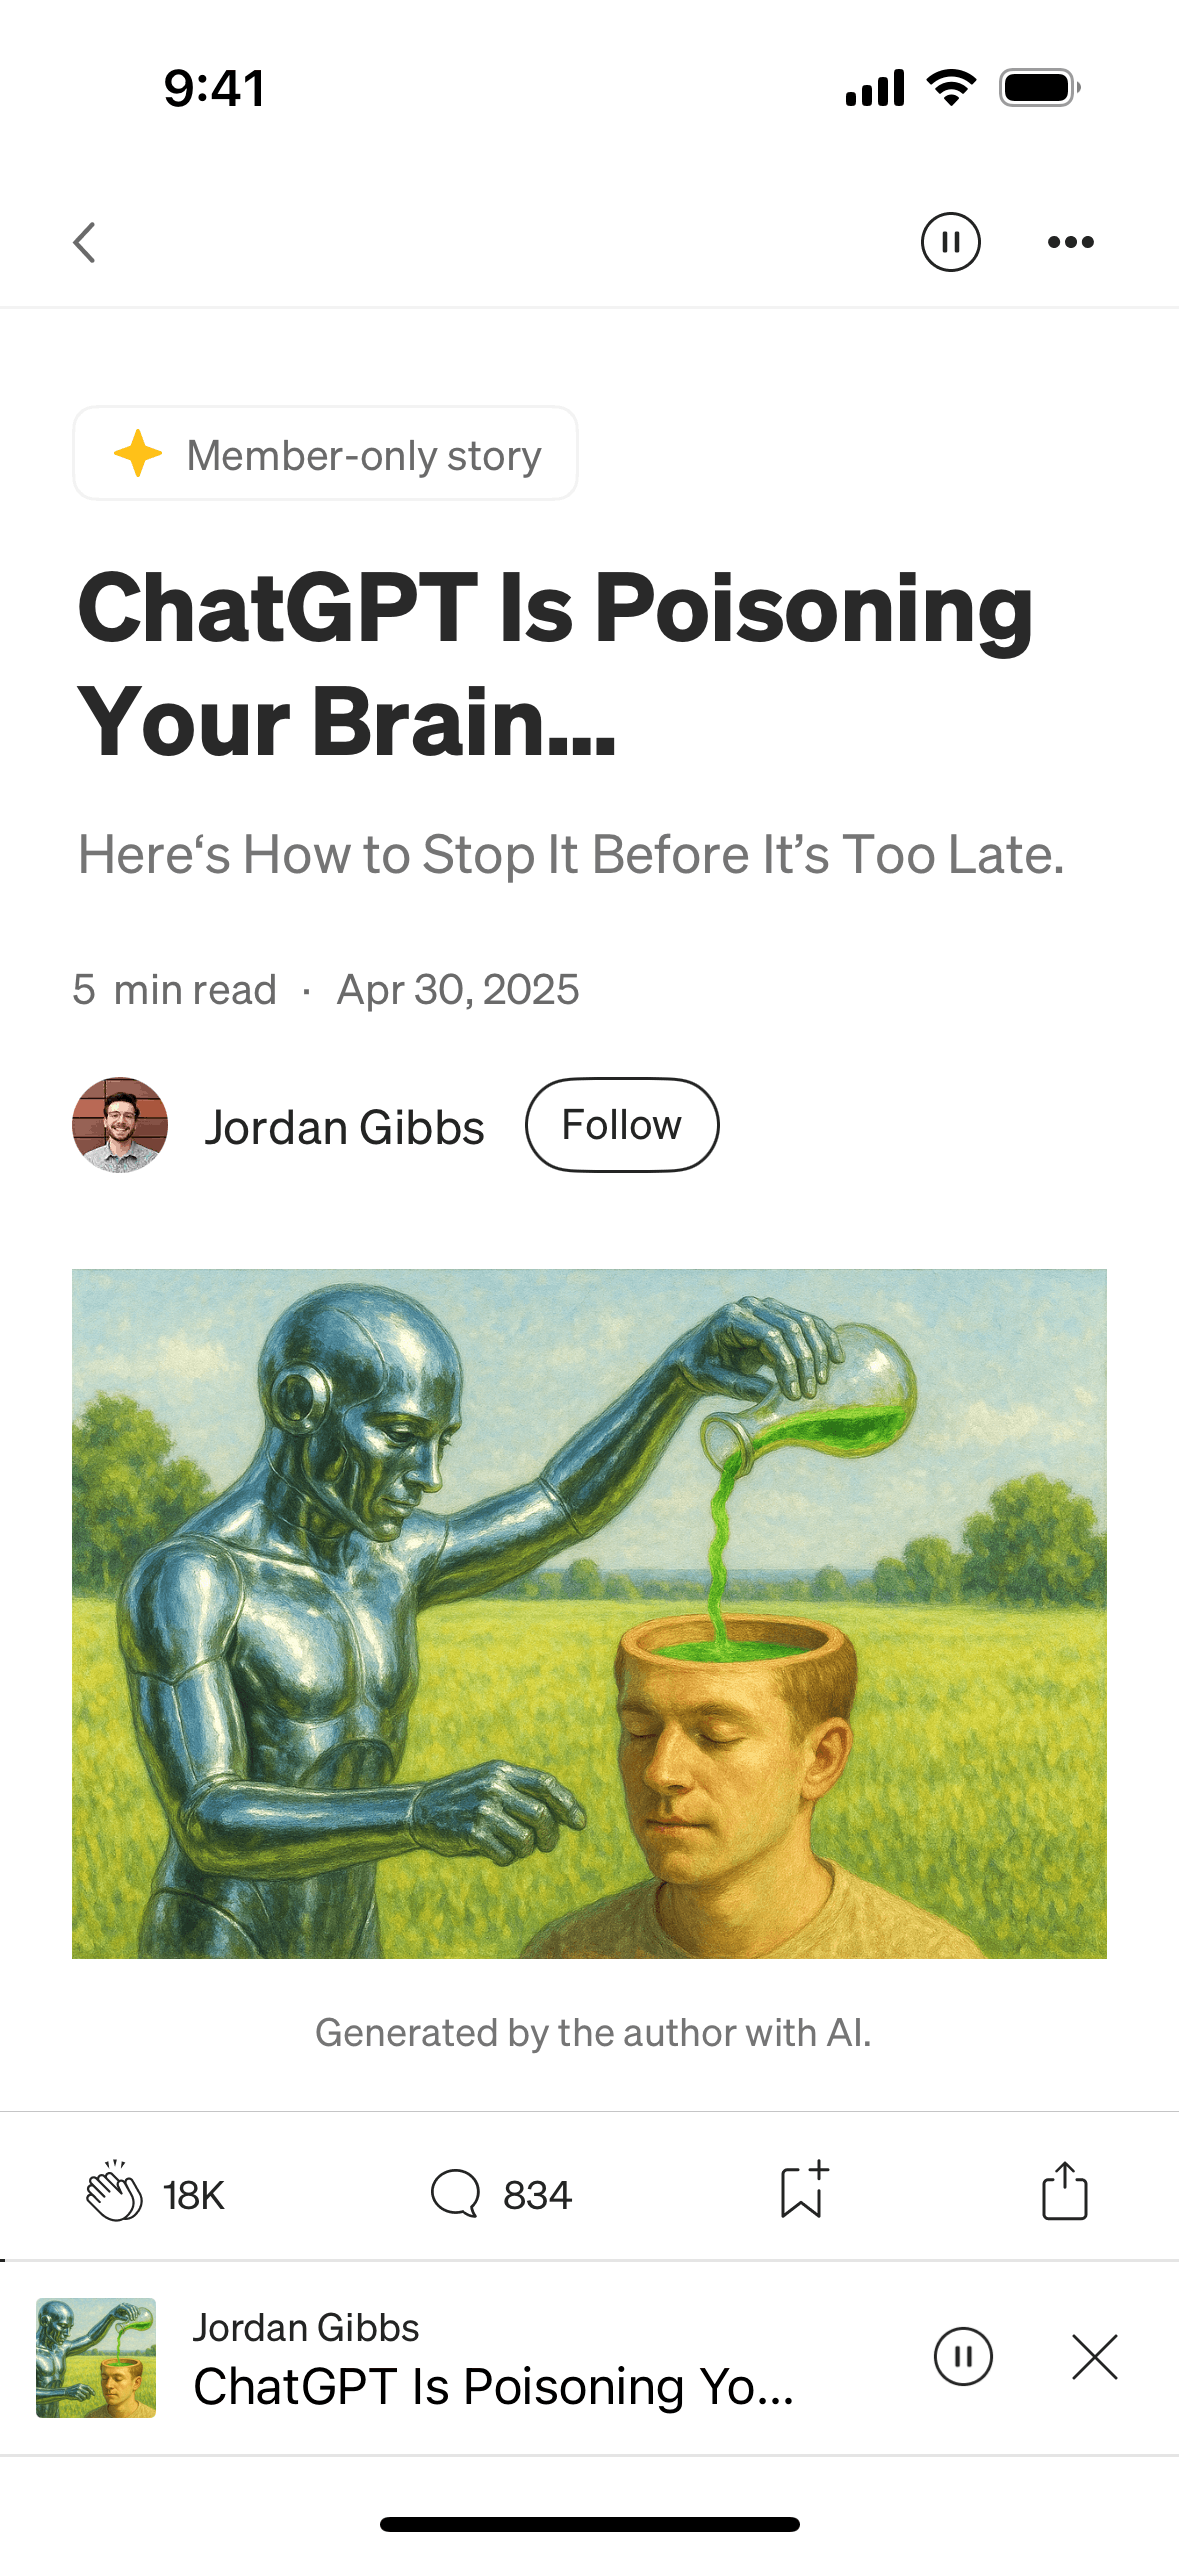 9:41
Member-only story
ChatGPT Is Poisoning
Your Brain...
Here‘s How to Stop It Before It’s Too Late.
5 min read · Apr 30, 2025
Jordan Gibbs
Follow
Generated by the author with AI.
18K
834
Jordan Gibbs
ChatGPT Is Poisoning Yo...